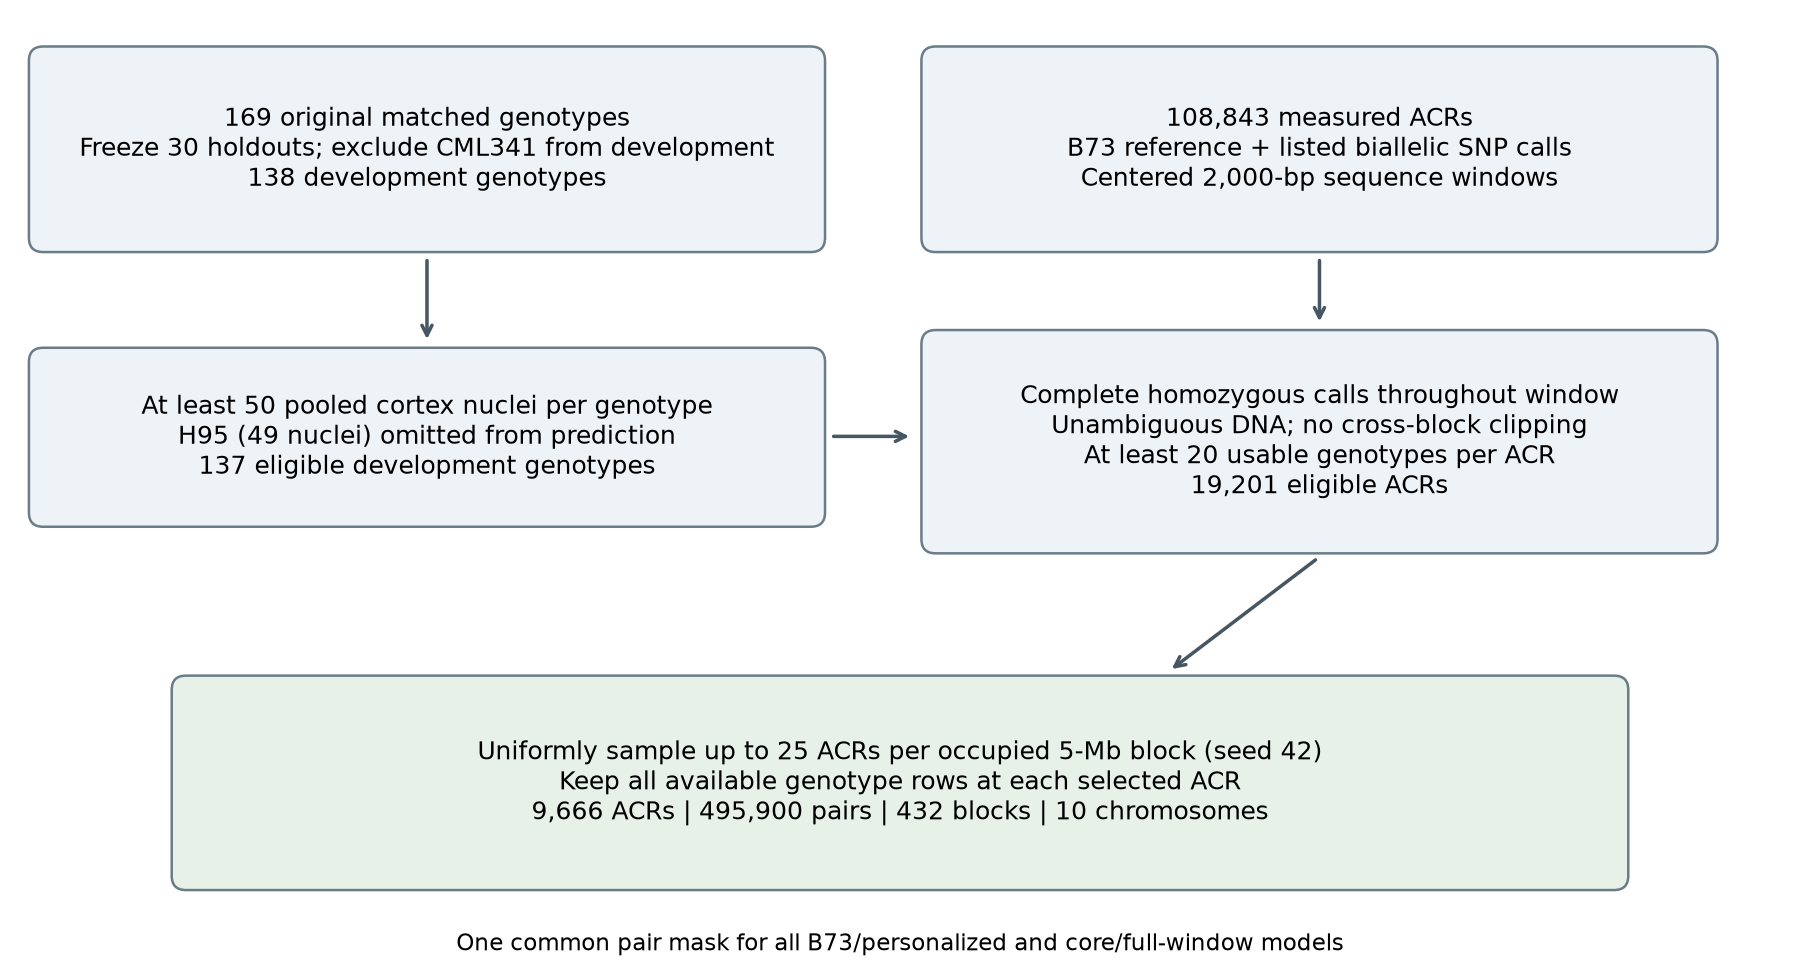 169 original matched genotypes
Freeze 30 holdouts; exclude CML341 from development
138 development genotypes
108,843 measured ACRs
B73 reference + listed biallelic SNP calls
Centered 2,000-bp sequence windows
At least 50 pooled cortex nuclei per genotype
H95 (49 nuclei) omitted from prediction
137 eligible development genotypes
Complete homozygous calls throughout window
Unambiguous DNA; no cross-block clipping
At least 20 usable genotypes per ACR
19,201 eligible ACRs
Uniformly sample up to 25 ACRs per occupied 5-Mb block (seed 42)
Keep all available genotype rows at each selected ACR
9,666 ACRs | 495,900 pairs | 432 blocks | 10 chromosomes
One common pair mask for all B73/personalized and core/full-window models